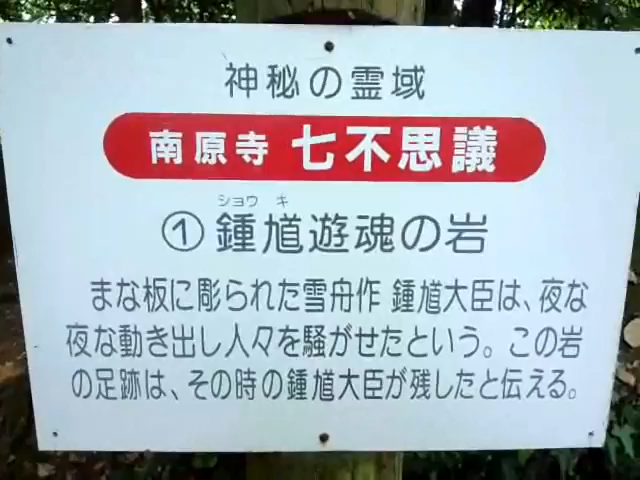 神秘の霊域
南原寺 七不思議
ショウ キ
①鍾馗遊魂の岩
まな板に彫られた雪舟作 鍾馗大臣は、夜な
夜な動き出し人々を騒がせたという。この岩
の足跡は、その時の鍾馗大臣が残したと伝える。